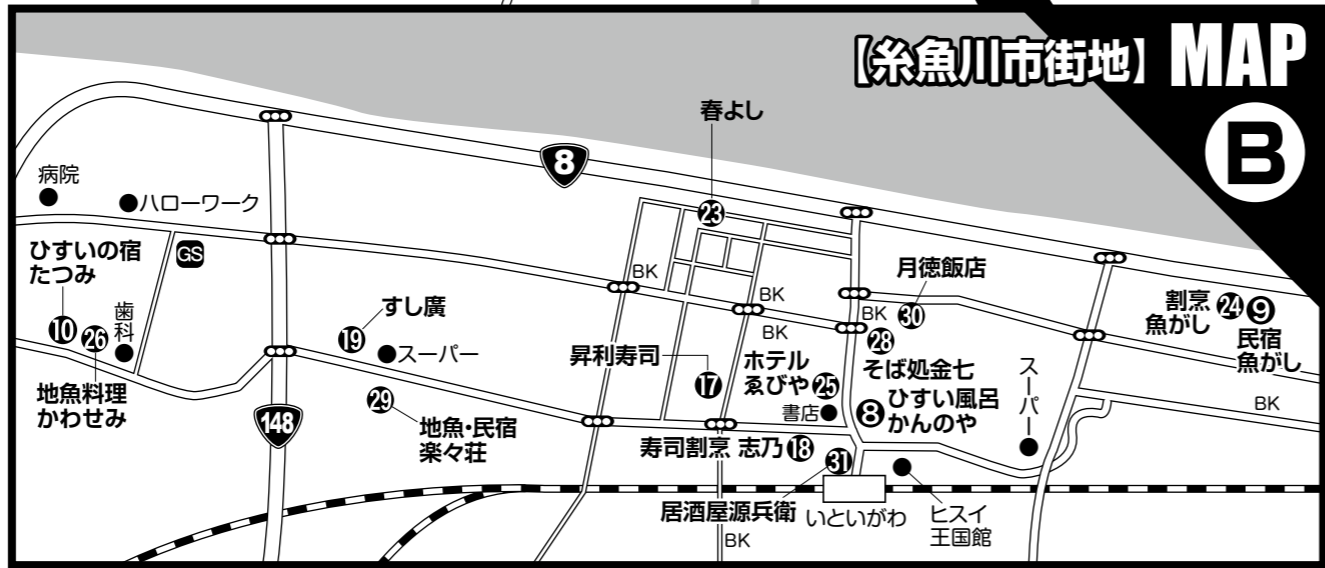 【糸魚川市街地】 MAP
B
春よし
23
8
病院
ハローワーク
GS
ひすいの宿
たつみ
歯科
10
26
地魚料理
かわせみ
148
すし廣
19
スーパー
29
地魚・民宿
楽々荘
BK
BK
BK
昇利寿司
17
ホテル
ゑびや 25
書店
寿司割烹 志乃 18
月徳飯店
30
BK
28
そば処金七
8 ひすい風呂
かんのや
スーパー
割烹
魚がし
24
9
民宿
魚がし
BK
31
居酒屋源兵衛
いといがわ
ヒスイ
王国館
BK